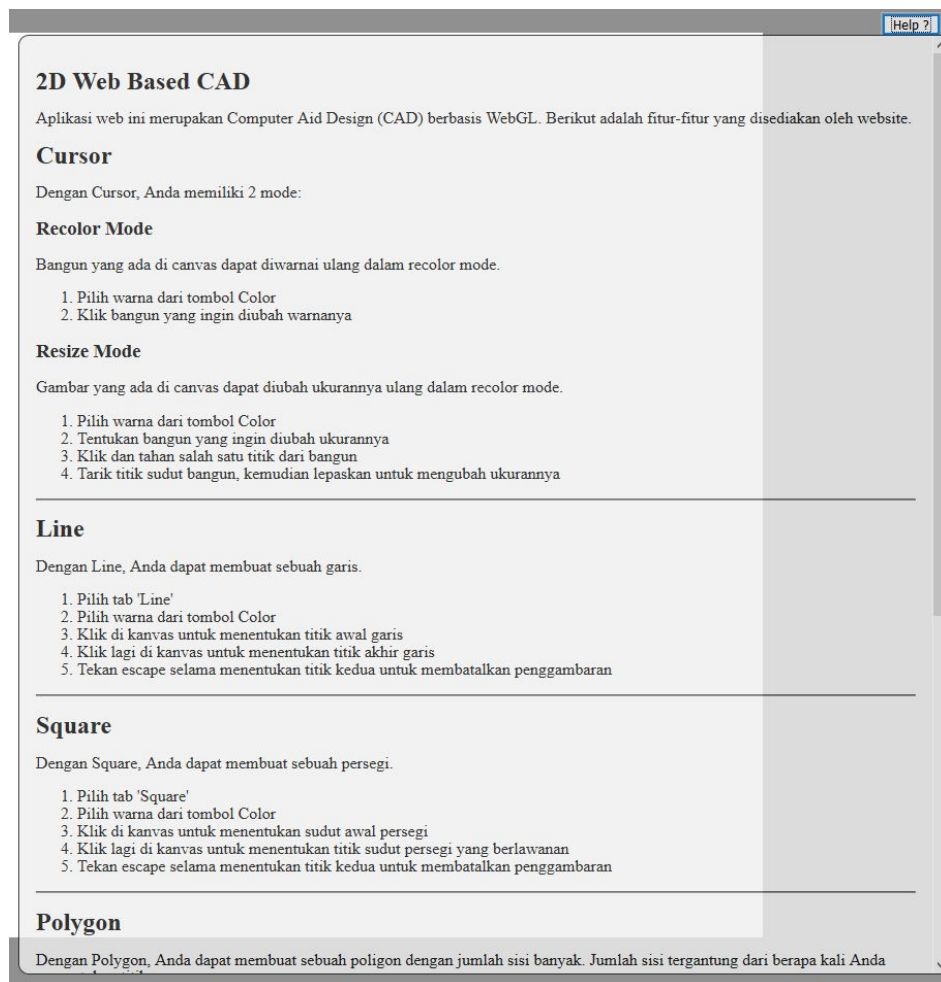 Help ?
2D Web Based CAD
Aplikasi web ini merupakan Computer Aid Design (CAD) berbasis WebGL. Berikut adalah fitur-fitur yang disediakan oleh website.
Cursor
Dengan Cursor, Anda memiliki 2 mode:
Recolor Mode
Bangun yang ada di canvas dapat diwarnai ulang dalam recolor mode.
1. Pilih warna dari tombol Color
2. Klik bangun yang ingin diubah warnanya
Resize Mode
Gambar yang ada di canvas dapat diubah ukurannya ulang dalam recolor mode.
1. Pilih warna dari tombol Color
2. Tentukan bangun yang ingin diubah ukurannya
3. Klik dan tahan salah satu titik dari bangun
4. Tarik titik sudut bangun, kemudian lepaskan untuk mengubah ukurannya
Line
Dengan Line, Anda dapat membuat sebuah garis.
1. Pilih tab 'Line'
2. Pilih warna dari tombol Color
3. Klik di kanvas untuk menentukan titik awal garis
4. Klik lagi di kanvas untuk menentukan titik akhir garis
5. Tekan escape selama menentukan titik kedua untuk membatalkan penggambaran
Square
Dengan Square, Anda dapat membuat sebuah persegi.
1. Pilih tab 'Square'
2. Pilih warna dari tombol Color
3. Klik di kanvas untuk menentukan sudut awal persegi
4. Klik lagi di kanvas untuk menentukan titik sudut persegi yang berlawanan
5. Tekan escape selama menentukan titik kedua untuk membatalkan penggambaran
Polygon
Dengan Polygon, Anda dapat membuat sebuah poligon dengan jumlah sisi banyak. Jumlah sisi tergantung dari berapa kali Anda